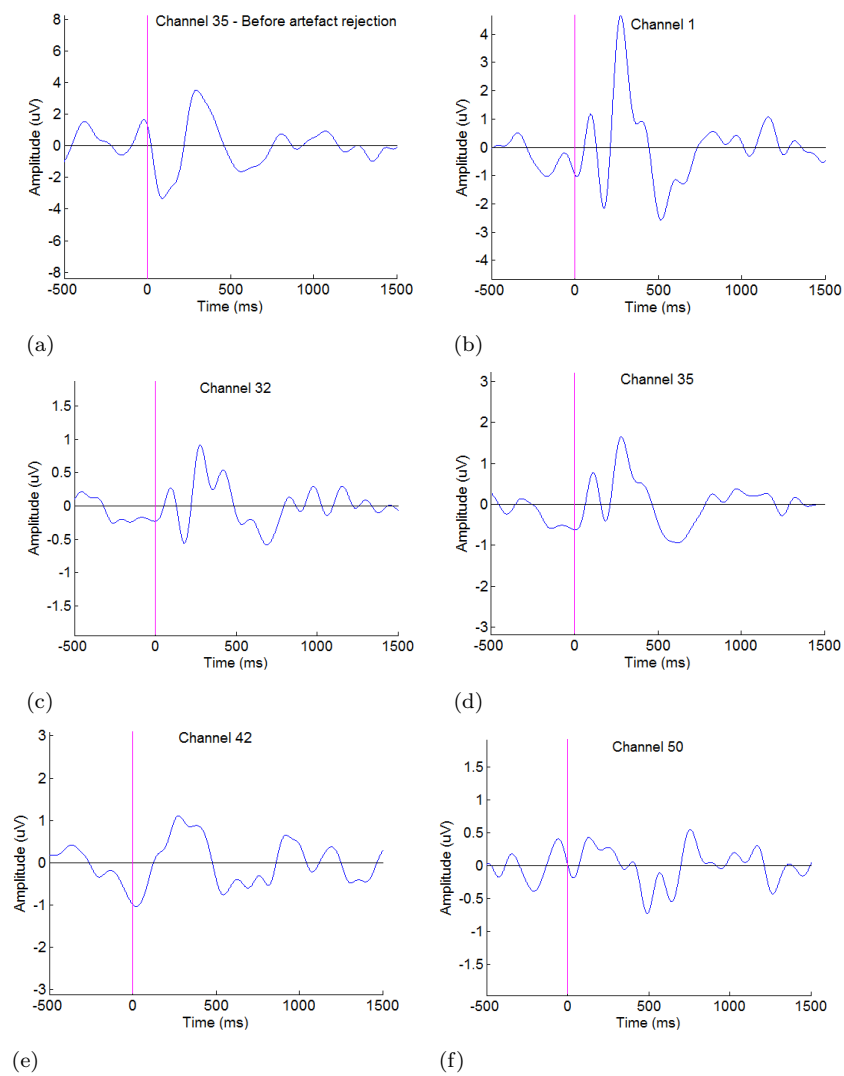 Channel 35 - Before artefact rejection
8
6
4
2
0
-2
-4
-6
-8
Amplitude (uV)
-500 0 500 1000 1500
Time (ms)
(a)
Channel 1
4
3
2
1
0
-1
-2
-3
-4
Amplitude (uV)
-500 0 500 1000 1500
Time (ms)
(b)
Channel 32
1.5
1
0.5
0
-0.5
-1
-1.5
Amplitude (uV)
-500 0 500 1000 1500
Time (ms)
(c)
Channel 35
3
2
1
0
-1
-2
-3
Amplitude (uV)
-500 0 500 1000 1500
Time (ms)
(d)
Channel 42
3
2
1
0
-1
-2
-3
Amplitude (uV)
-500 0 500 1000 1500
Time (ms)
(e)
Channel 50
1.5
1
0.5
0
-0.5
-1
-1.5
Amplitude (uV)
-500 0 500 1000 1500
Time (ms)
(f)